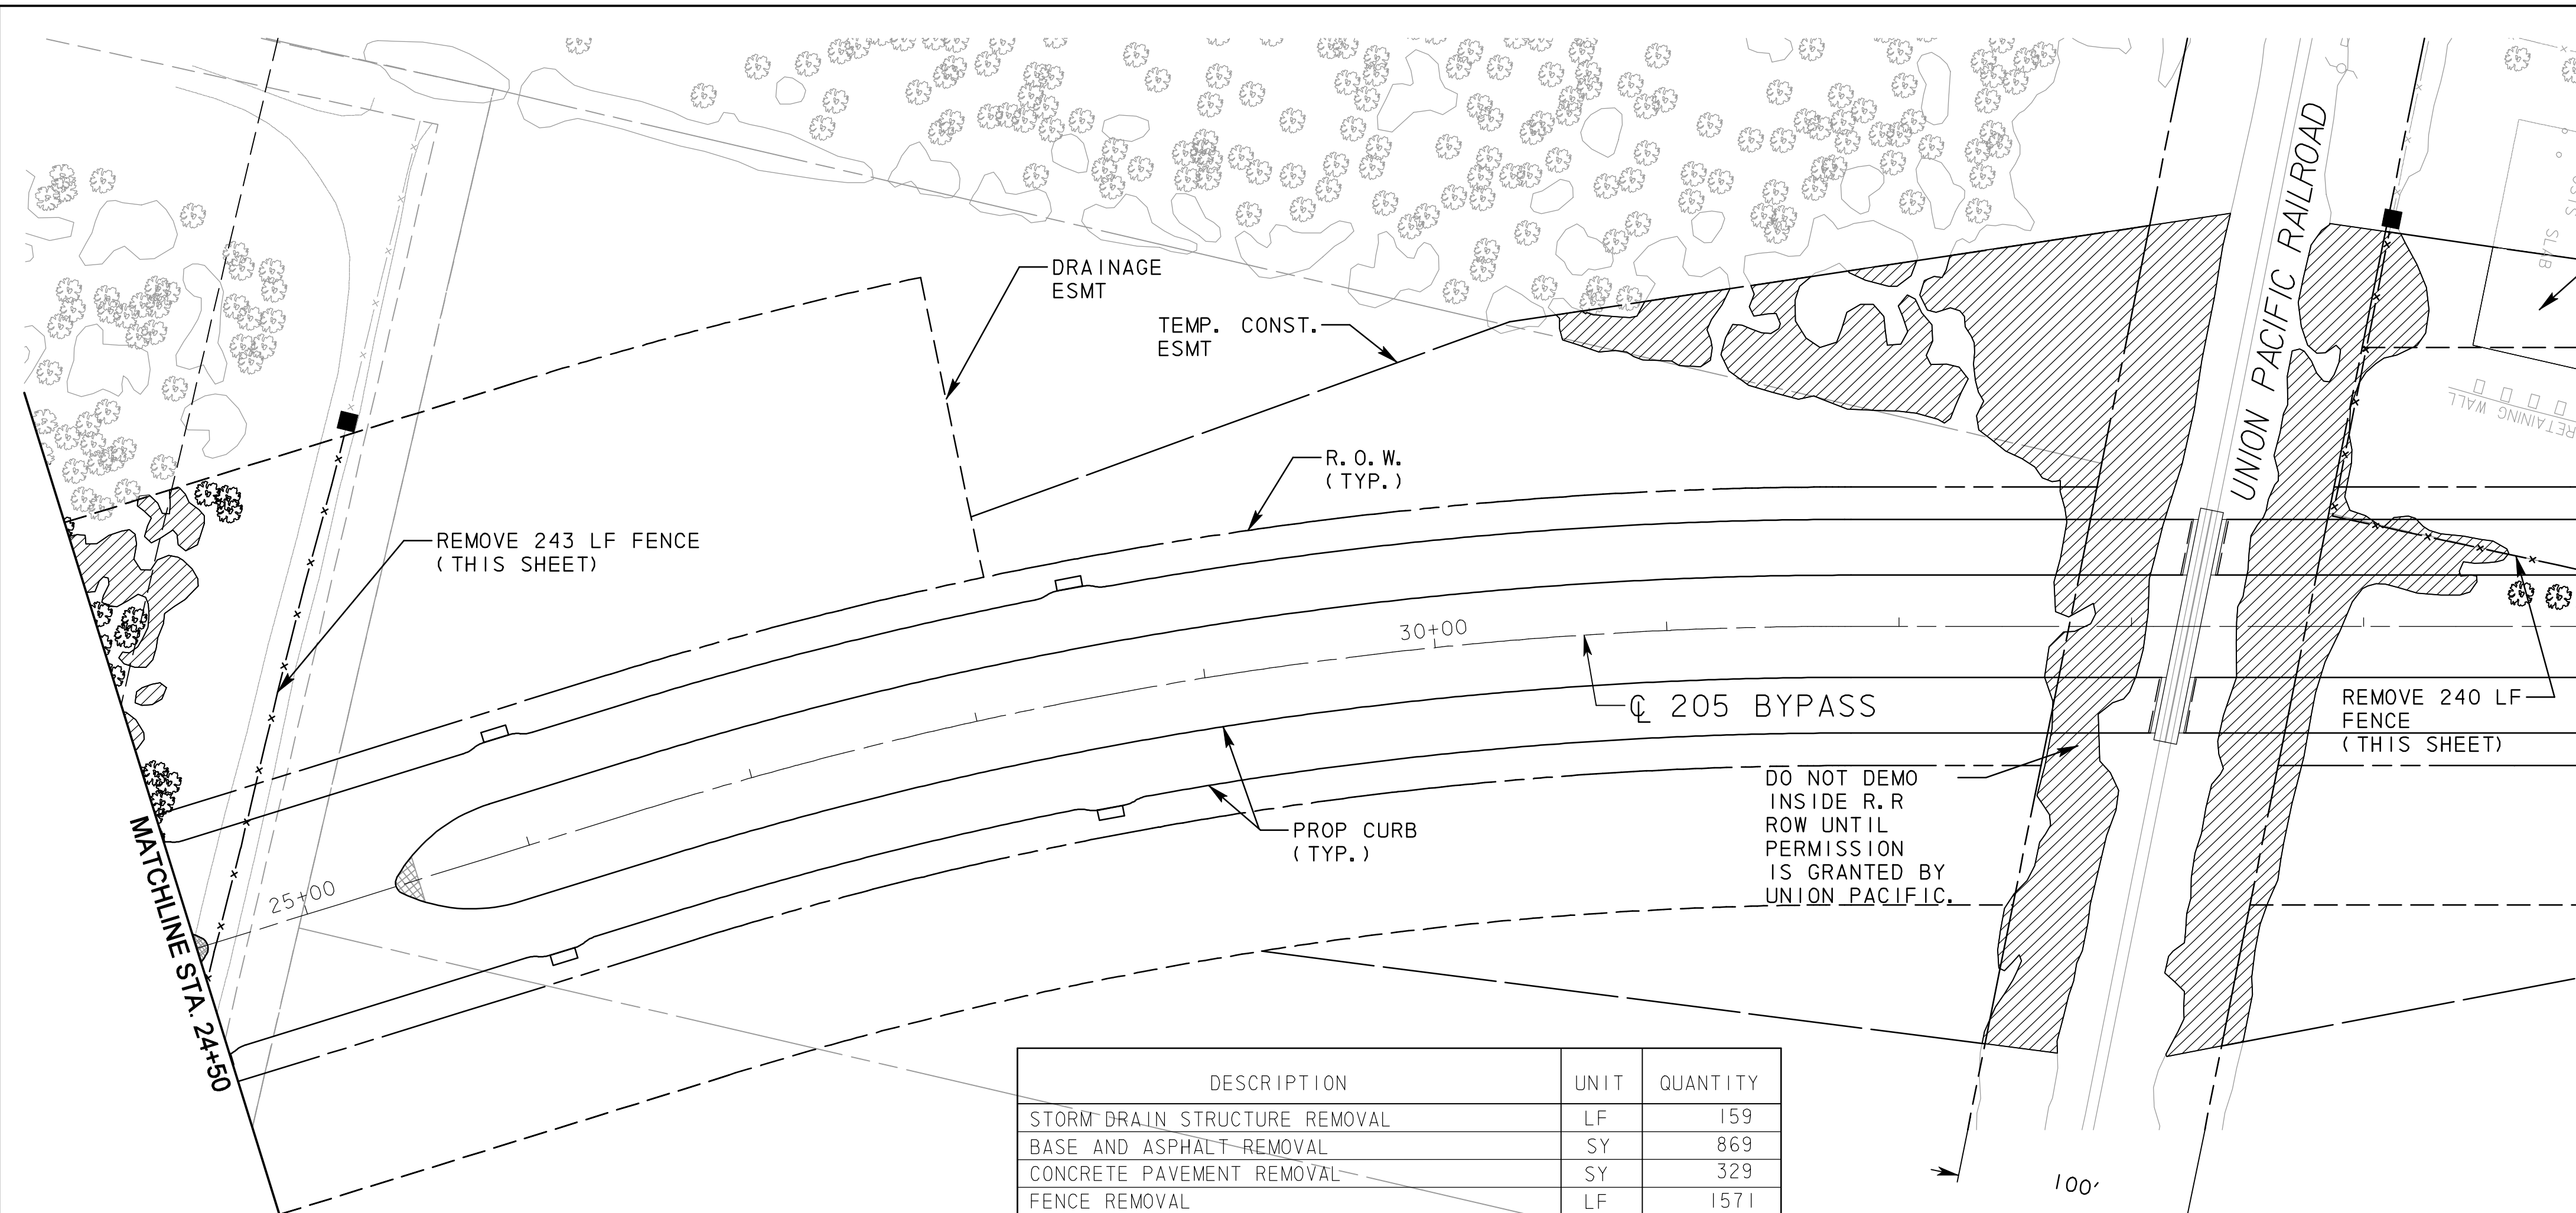 DRAINAGE
ESMT
TEMP. CONST.
ESMT
UNION PACIFIC RAILROAD
SLAB
RETAINING WALL
R.O.W.
(TYP.)
REMOVE 243 LF FENCE
(THIS SHEET)
30+00
℄ 205 BYPASS
REMOVE 240 LF
FENCE
(THIS SHEET)
DO NOT DEMO
INSIDE R.R
ROW UNTIL
PERMISSION
IS GRANTED BY
UNION PACIFIC.
PROP CURB
(TYP.)
25+00
MATCHLINE STA. 24+50
DESCRIPTION UNIT QUANTITY
STORM DRAIN STRUCTURE REMOVAL LF 159
BASE AND ASPHALT REMOVAL SY 869
CONCRETE PAVEMENT REMOVAL SY 329
FENCE REMOVAL LF 1571
100'